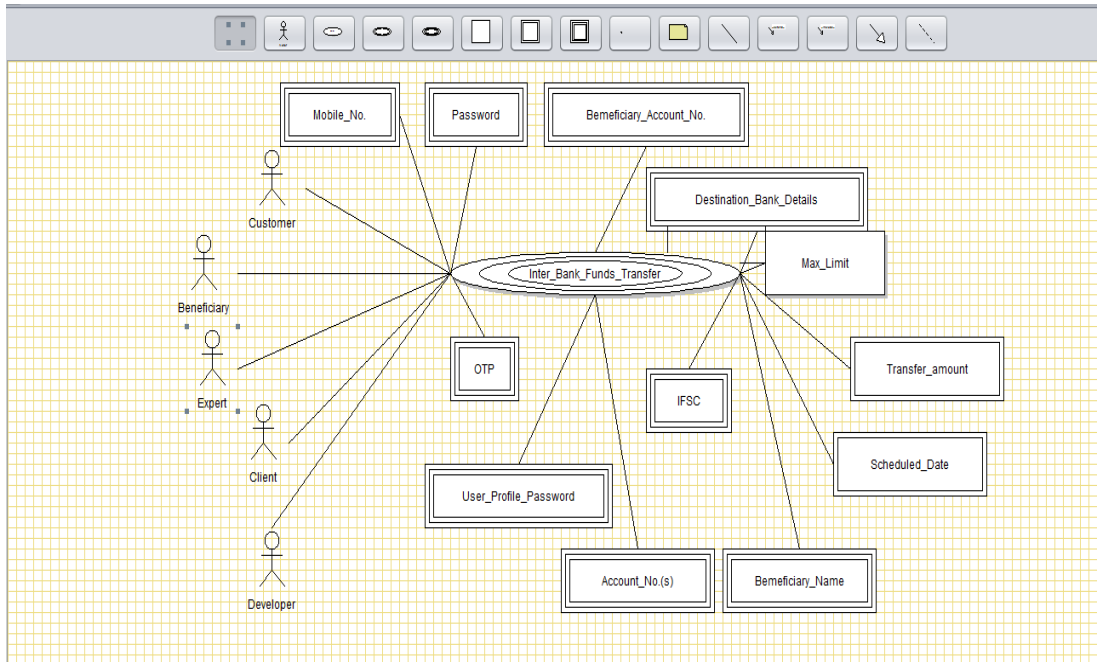 Mobile_No.
Password
Bemeficiary_Account_No.
Destination_Bank_Details
Customer
Max_Limit
Inter_Bank_Funds_Transfer
Beneficiary
OTP
Transfer_amount
IFSC
Expert
Scheduled_Date
Client
User_Profile_Password
Account_No.(s)
Bemeficiary_Name
Developer